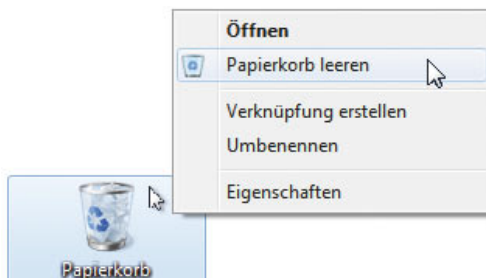 Öffnen
Papierkorb leeren
Verknüpfung erstellen
Umbenennen
Eigenschaften
Papierkorb